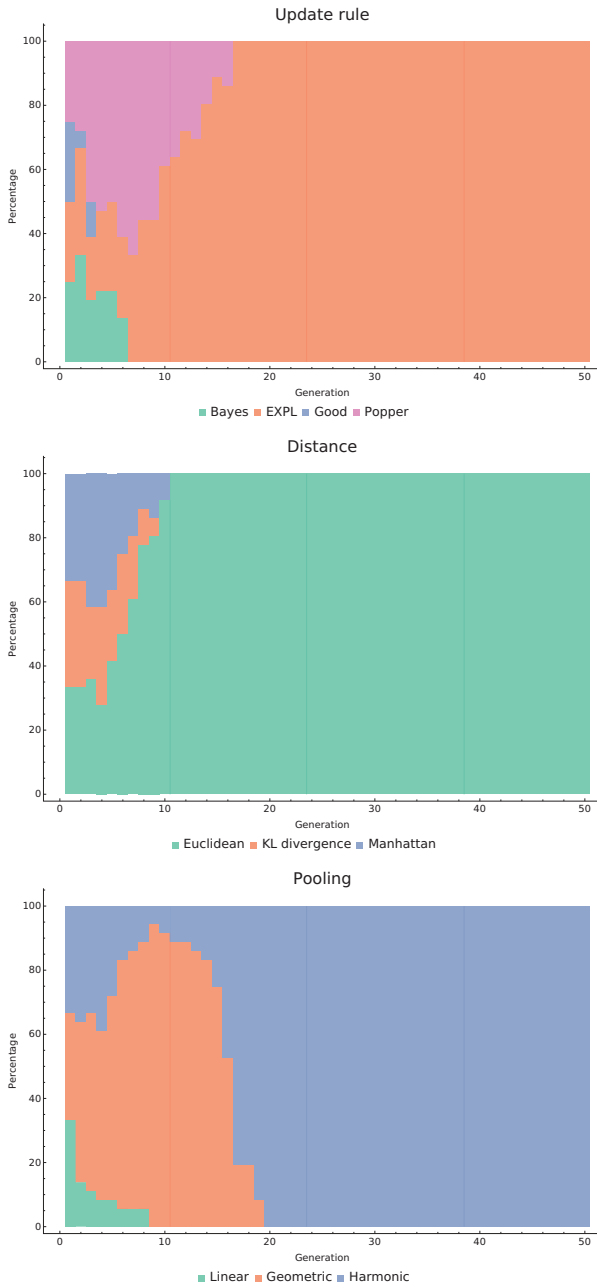 Update rule
100
80
60
40
20
0
Percentage
0 10 20 30 40 50
Generation
Bayes EXPL Good Popper
Distance
100
80
60
40
20
0
Percentage
0 10 20 30 40 50
Generation
Euclidean KL divergence Manhattan
Pooling
100
80
60
40
20
0
Percentage
0 10 20 30 40 50
Generation
Linear Geometric Harmonic